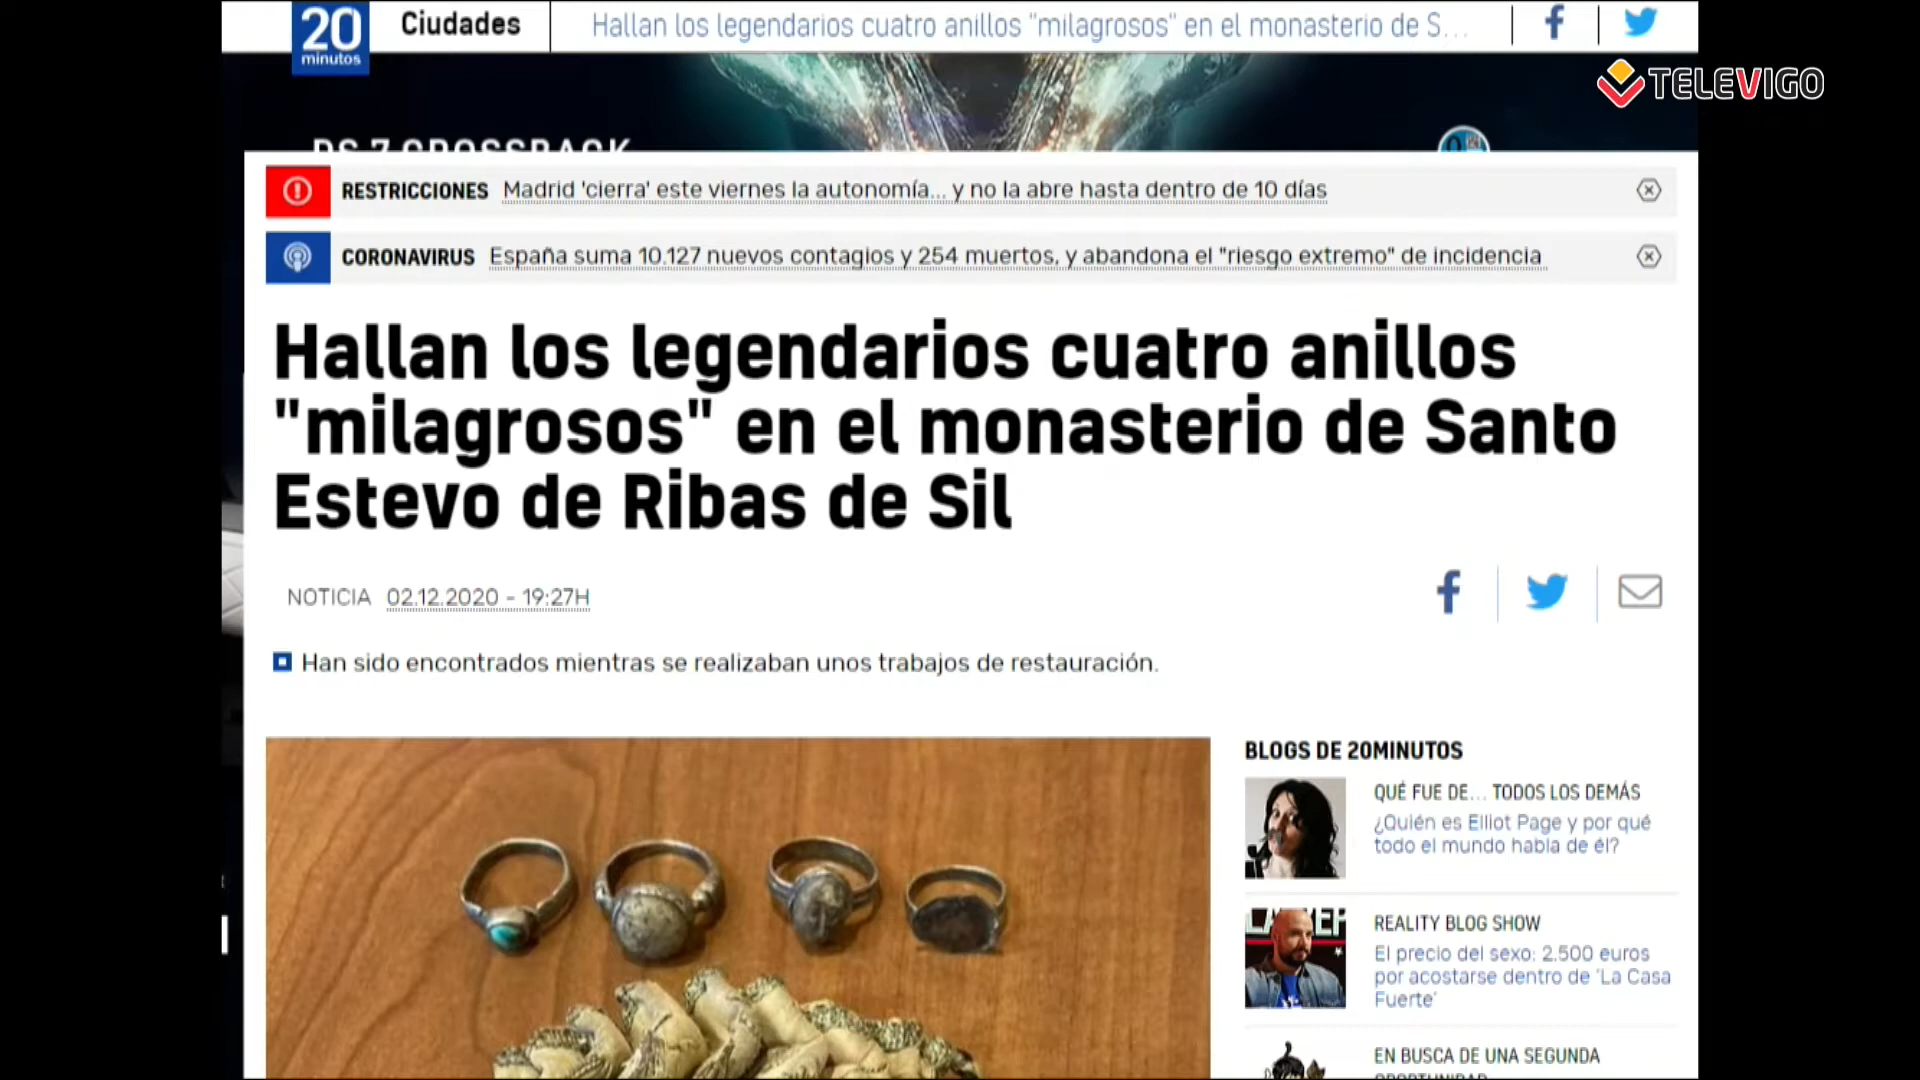 20
minutos
Ciudades
Hallan los legendarios cuatro anillos "milagrosos" en el monasterio de S...
TELEVIGO
DS 7 CROSSBACK
RESTRICCIONES Madrid 'cierra' este viernes la autonomía... y no la abre hasta dentro de 10 días
CORONAVIRUS España suma 10.127 nuevos contagios y 254 muertos, y abandona el "riesgo extremo" de incidencia
Hallan los legendarios cuatro anillos
"milagrosos" en el monasterio de Santo
Estevo de Ribas de Sil
NOTICIA 02.12.2020 - 19:27H
Han sido encontrados mientras se realizaban unos trabajos de restauración.
BLOGS DE 20MINUTOS
QUÉ FUE DE... TODOS LOS DEMÁS
¿Quién es Elliot Page y por qué
todo el mundo habla de él?
REALITY BLOG SHOW
El precio del sexo: 2.500 euros
por acostarse dentro de 'La Casa
Fuerte'
EN BUSCA DE UNA SEGUNDA
OPORTUNIDAD